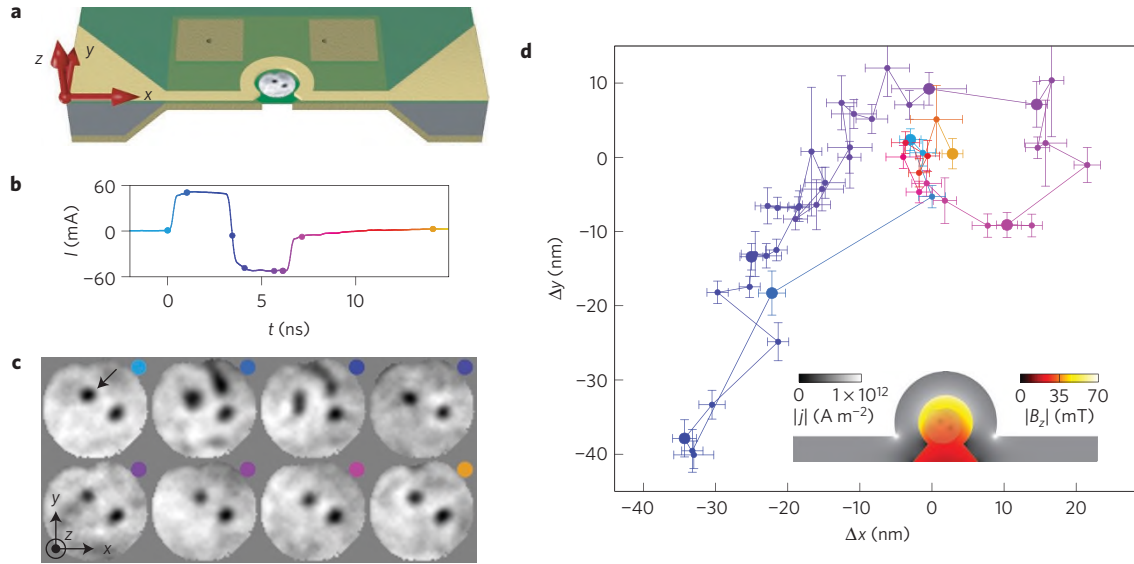 a
z
y
x
b
I (mA)
60
0
−60
0
5
10
t (ns)
c
y
z
x
d
Δy (nm)
10
0
−10
−20
−30
−40
−40
−30
−20
−10
0
10
20
Δx (nm)
0
1 × 10¹²
|j| (A m⁻²)
0
35
70
|B_z| (mT)